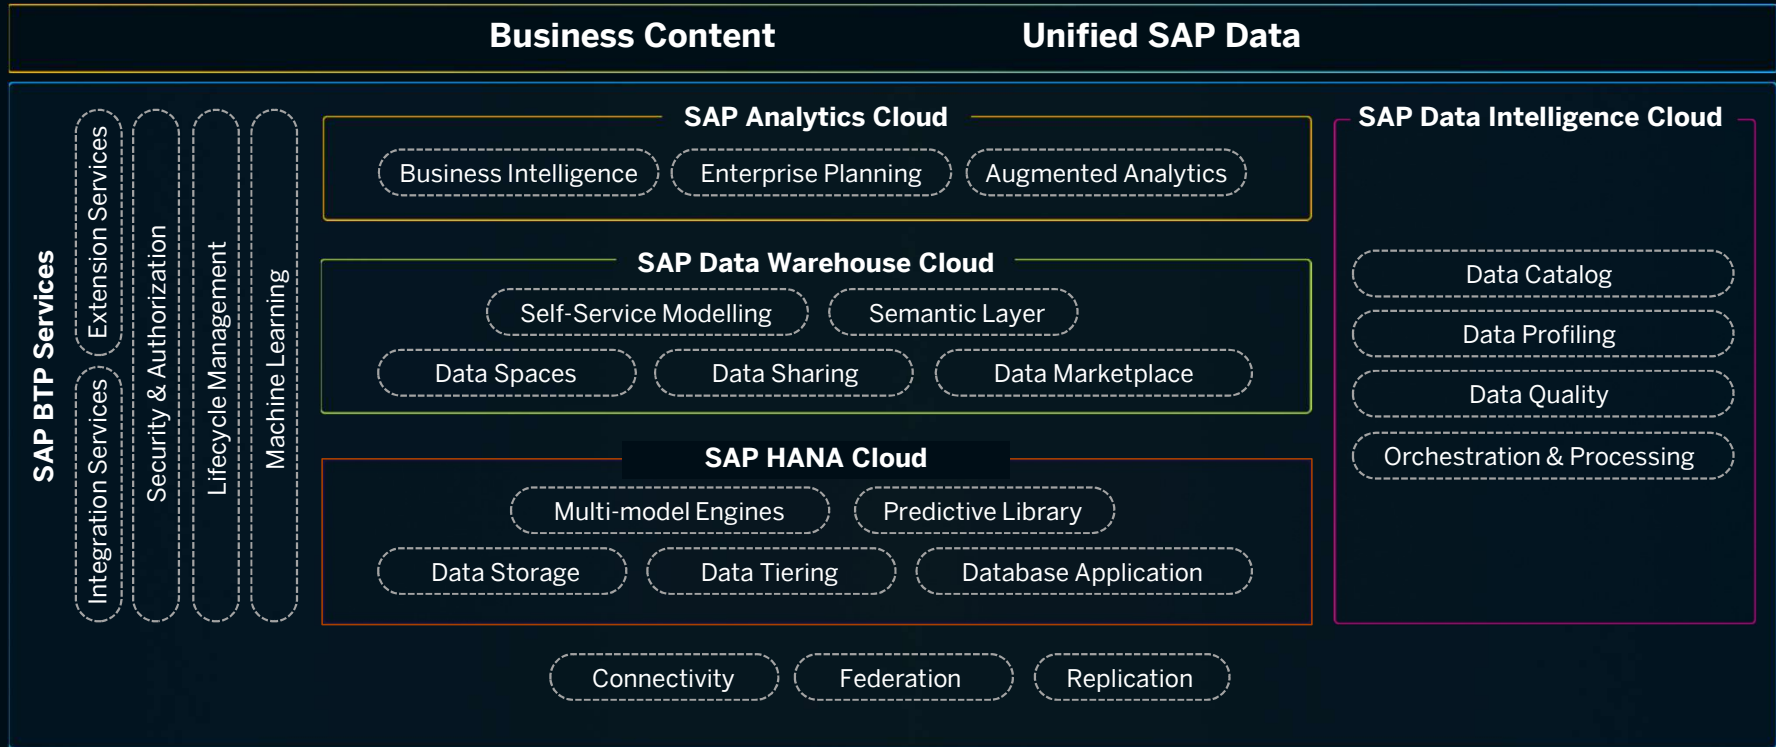 Business Content
Unified SAP Data
SAP BTP Services
Extension Services
Integration Services
Security & Authorization
Lifecycle Management
Machine Learning
SAP Analytics Cloud
Business Intelligence
Enterprise Planning
Augmented Analytics
SAP Data Warehouse Cloud
Self-Service Modelling
Semantic Layer
Data Spaces
Data Sharing
Data Marketplace
SAP HANA Cloud
Multi-model Engines
Predictive Library
Data Storage
Data Tiering
Database Application
SAP Data Intelligence Cloud
Data Catalog
Data Profiling
Data Quality
Orchestration & Processing
Connectivity
Federation
Replication